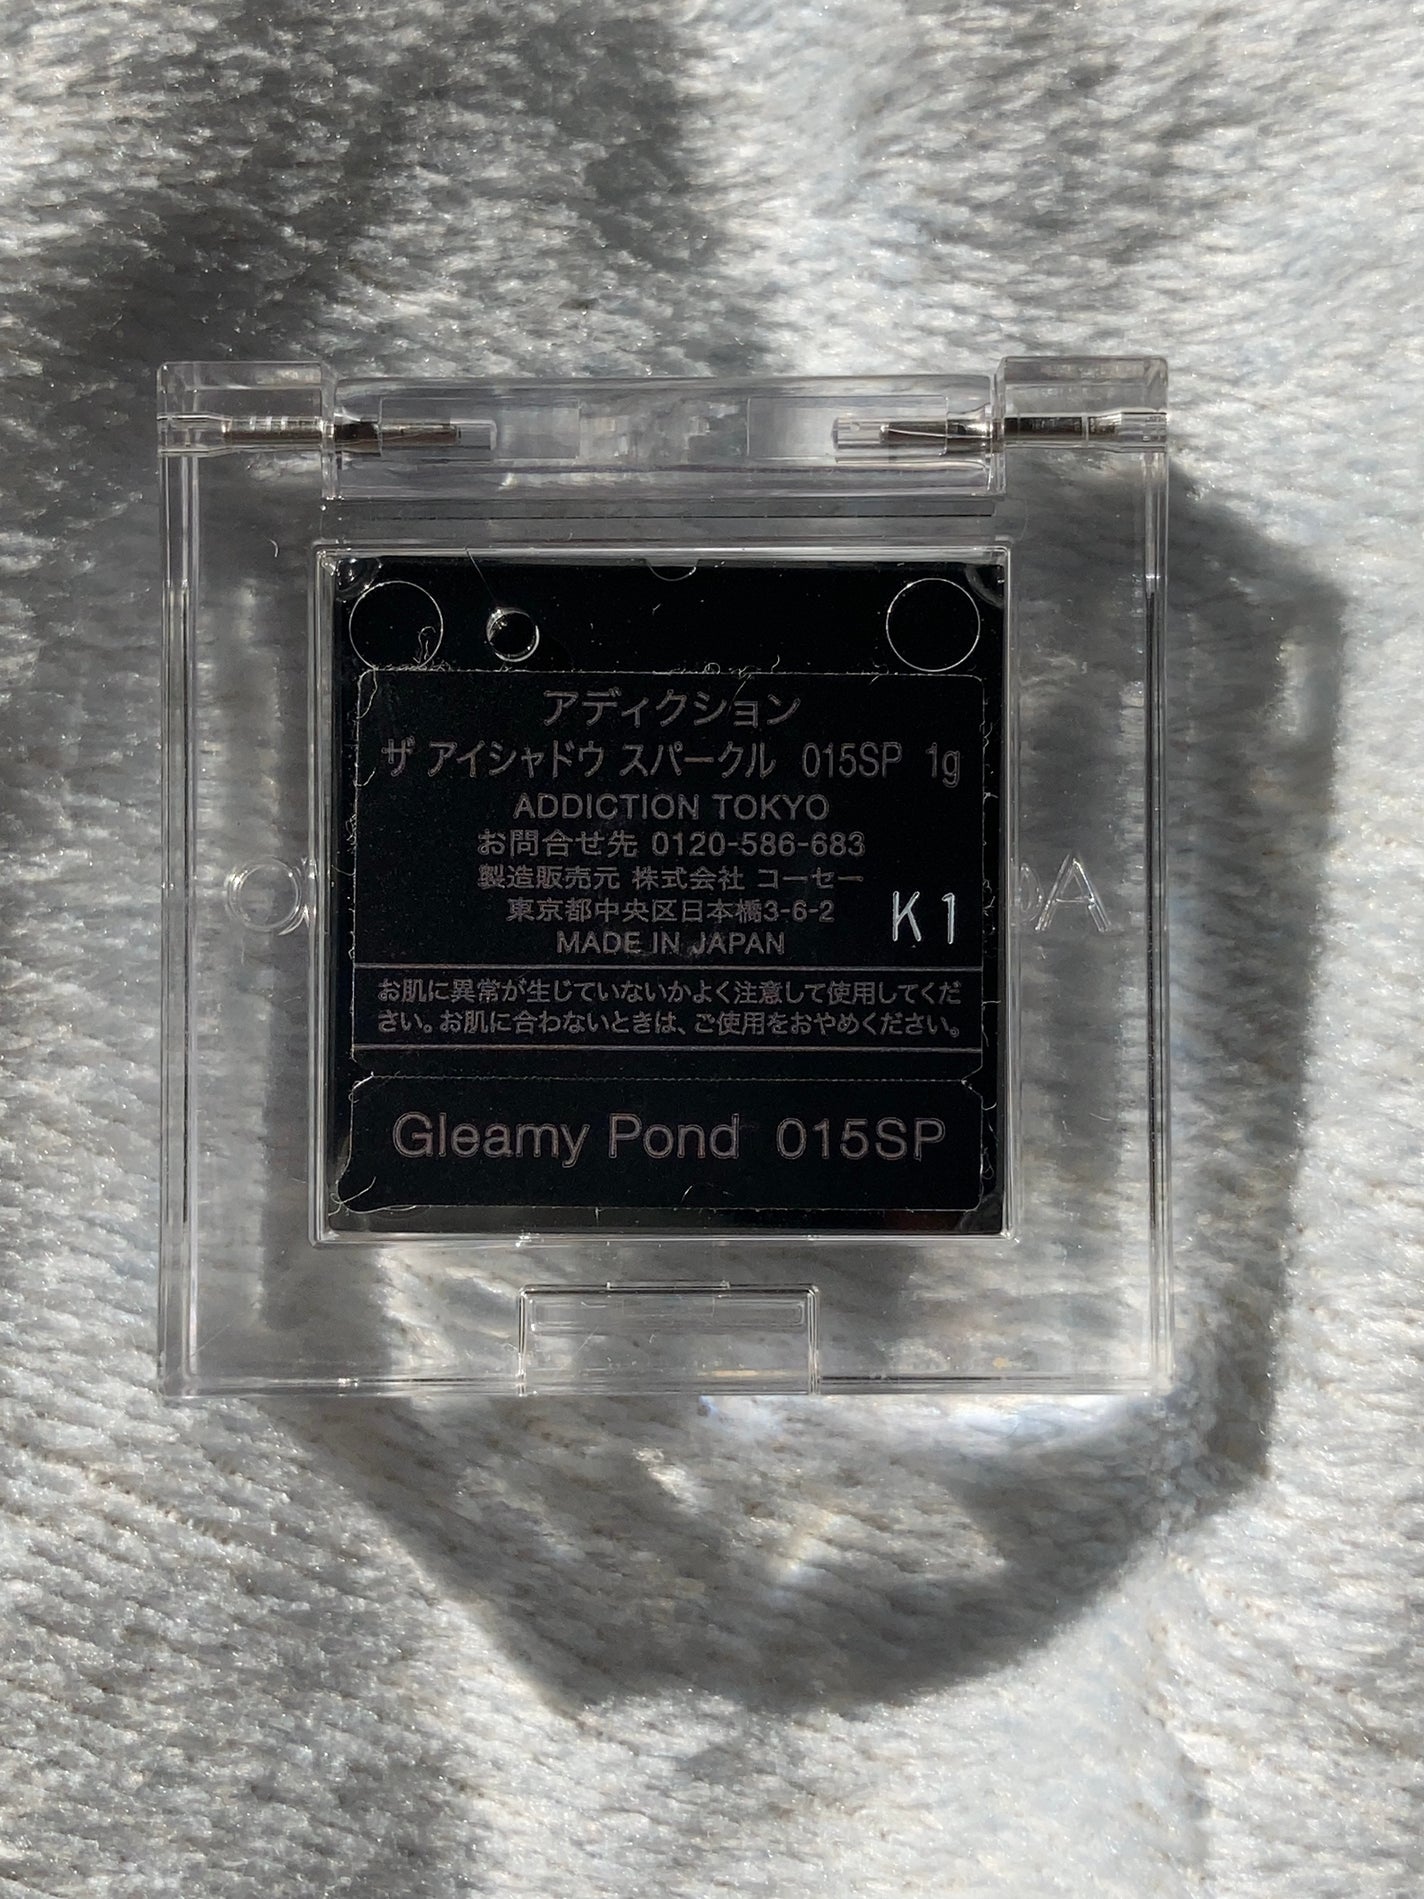 アディクション
ザ アイシャドウ スパークル 015SP 1g
ADDICTION TOKYO
お問合せ先 0120-586-683
製造販売元 株式会社 コーセー
東京都中央区日本橋3-6-2
MADE IN JAPAN
K1
お肌に異常が生じていないかよく注意して使用してくだ
さい。お肌に合わないときは、ご使用をおやめください。
Gleamy Pond 015SP